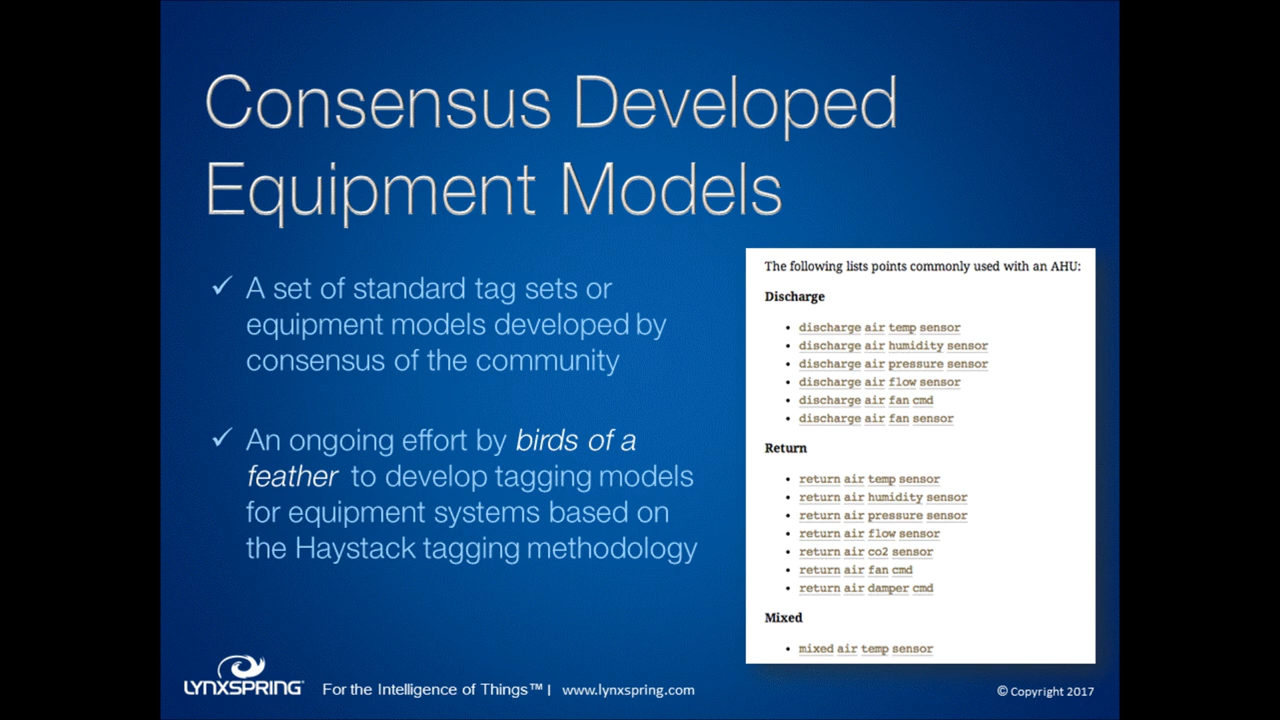 Consensus Developed
Equipment Models
✓ A set of standard tag sets or
equipment models developed by
consensus of the community
✓ An ongoing effort by birds of a
feather to develop tagging models
for equipment systems based on
the Haystack tagging methodology
The following lists points commonly used with an AHU:
Discharge
• discharge air temp sensor
• discharge air humidity sensor
• discharge air pressure sensor
• discharge air flow sensor
• discharge air fan cmd
• discharge air fan sensor
Return
• return air temp sensor
• return air humidity sensor
• return air pressure sensor
• return air flow sensor
• return air co2 sensor
• return air fan cmd
• return air damper cmd
Mixed
• mixed air temp sensor
LYNXSPRING® For the Intelligence of Things™ | www.lynxspring.com
© Copyright 2017